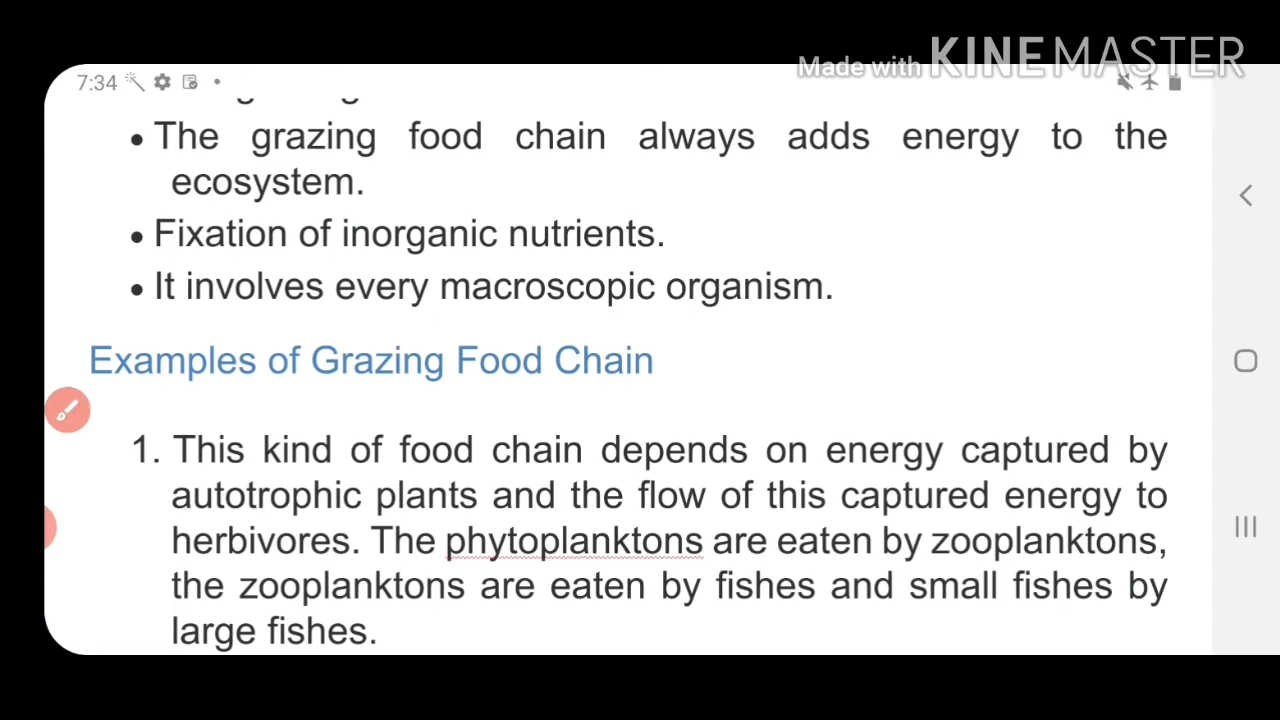 Made with KINEMASTER
7:34
• The grazing food chain always adds energy to the
ecosystem.
• Fixation of inorganic nutrients.
• It involves every macroscopic organism.
Examples of Grazing Food Chain
1. This kind of food chain depends on energy captured by
autotrophic plants and the flow of this captured energy to
herbivores. The phytoplanktons are eaten by zooplanktons,
the zooplanktons are eaten by fishes and small fishes by
large fishes.